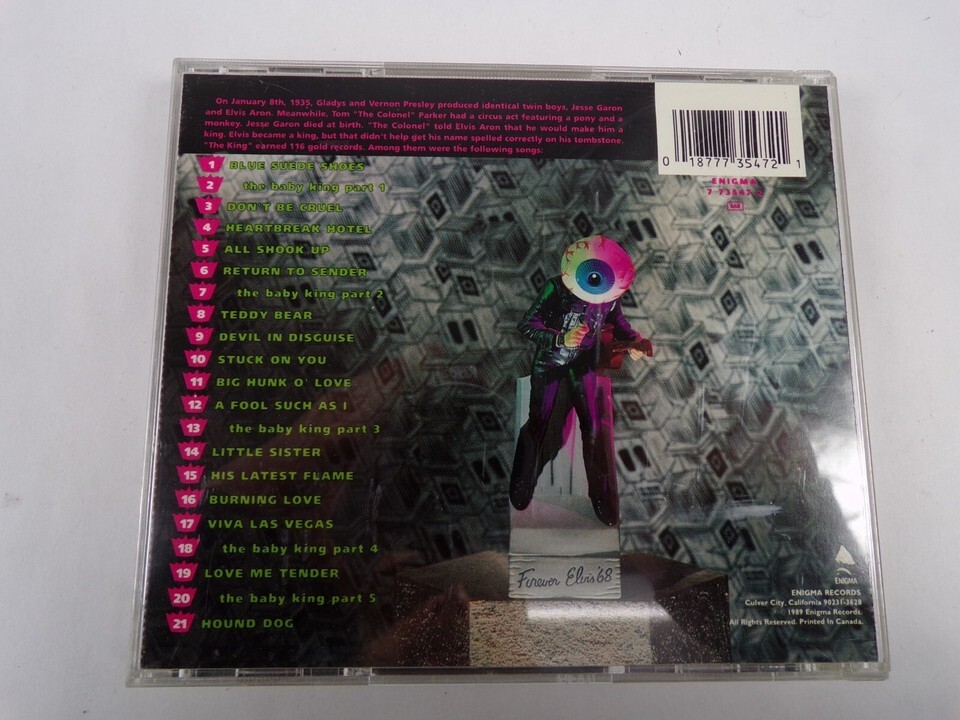 On January 8th, 1935, Gladys and Vernon Presley produced identical twin boys, Jesse Garon
and Elvis Aron. Meanwhile, Tom "The Colonel" Parker had a circus act featuring a pony and a
monkey. Jesse Garon died at birth. "The Colonel" told Elvis Aron that he would make him a
king. Elvis became a king, but that didn't help get his name spelled correctly on his tombstone.
"The King" earned 116 gold records. Among them were the following songs:
0 18777 35472 1
ENIGMA
1 BLUE SUEDE SHOES
2 the baby king part 1
3 DON'T BE CRUEL
4 HEARTBREAK HOTEL
5 ALL SHOOK UP
6 RETURN TO SENDER
7 the baby king part 2
8 TEDDY BEAR
9 DEVIL IN DISGUISE
10 STUCK ON YOU
11 BIG HUNK O' LOVE
12 A FOOL SUCH AS I
13 the baby king part 3
14 LITTLE SISTER
15 HIS LATEST FLAME
16 BURNING LOVE
17 VIVA LAS VEGAS
18 the baby king part 4
19 LOVE ME TENDER
20 the baby king part 5
21 HOUND DOG
Forever Elvis '68
ENIGMA
ENIGMA RECORDS
Culver City, California 90231-3628
1989 Enigma Records.
All Rights Reserved. Printed In Canada.